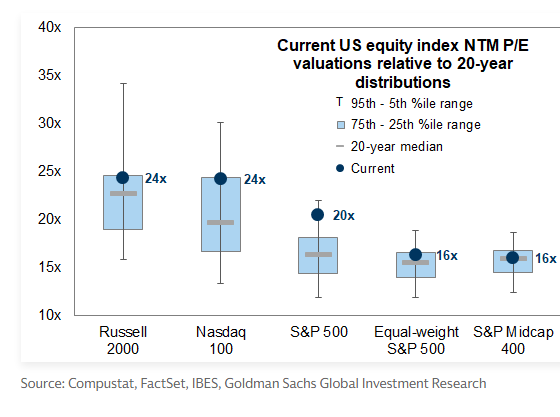 Current US equity index NTM P/E
valuations relative to 20-year
distributions
T 95th - 5th %ile range
75th - 25th %ile range
20-year median
Current
40x
35x
30x
25x
20x
15x
10x
24x
24x
20x
16x
16x
Russell
2000
Nasdaq
100
S&P 500
Equal-weight
S&P 500
S&P Midcap
400
Source: Compustat, FactSet, IBES, Goldman Sachs Global Investment Research